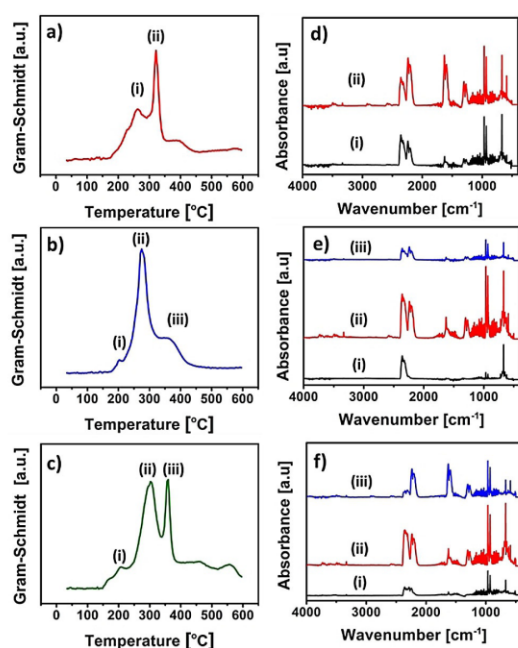 a)
(ii)
(i)
Gram-Schmidt [a.u.]
0 100 200 300 400 500 600
Temperature [°C]
d)
(ii)
(i)
Absorbance [a.u]
4000 3000 2000 1000
Wavenumber [cm-1]
b)
(ii)
(i)
(iii)
Gram-Schmidt [a.u.]
0 100 200 300 400 500 600
Temperature [°C]
e)
(iii)
(ii)
(i)
Absorbance [a.u]
4000 3000 2000 1000
Wavenumber [cm-1]
c)
(ii) (iii)
(i)
Gram-Schmidt [a.u.]
0 100 200 300 400 500 600
Temperature [°C]
f)
(iii)
(ii)
(i)
Absorbance [a.u]
4000 3000 2000 1000
Wavenumber [cm-1]